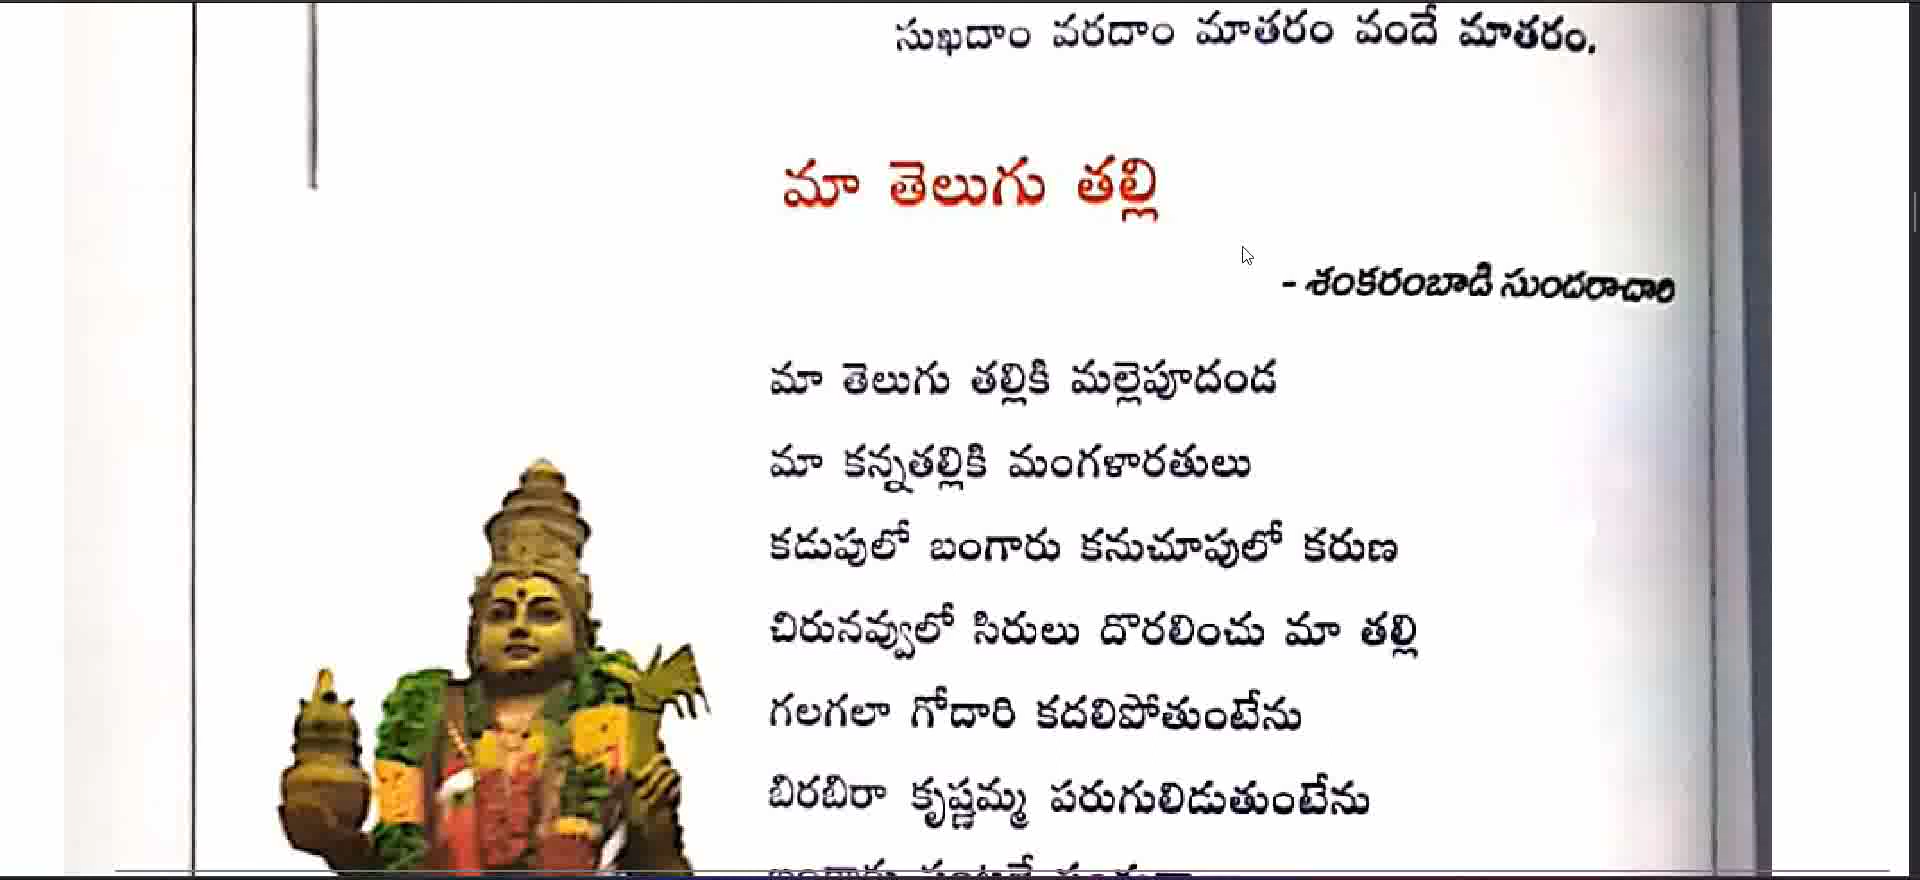 సుఖదాం వరదాం మాతరం వందే మాతరం.
మా తెలుగు తల్లి
- శంకరంబాడి సుందరాచారి
మా తెలుగు తల్లికి మల్లెపూదండ
మా కన్నతల్లికి మంగళారతులు
కడుపులో బంగారు కనుచూపులో కరుణ
చిరునవ్వులో సిరులు దొరలించు మా తల్లి
గలగలా గోదారి కదలిపోతుంటేను
బిరబిరా కృష్ణమ్మ పరుగులిడుతుంటేను